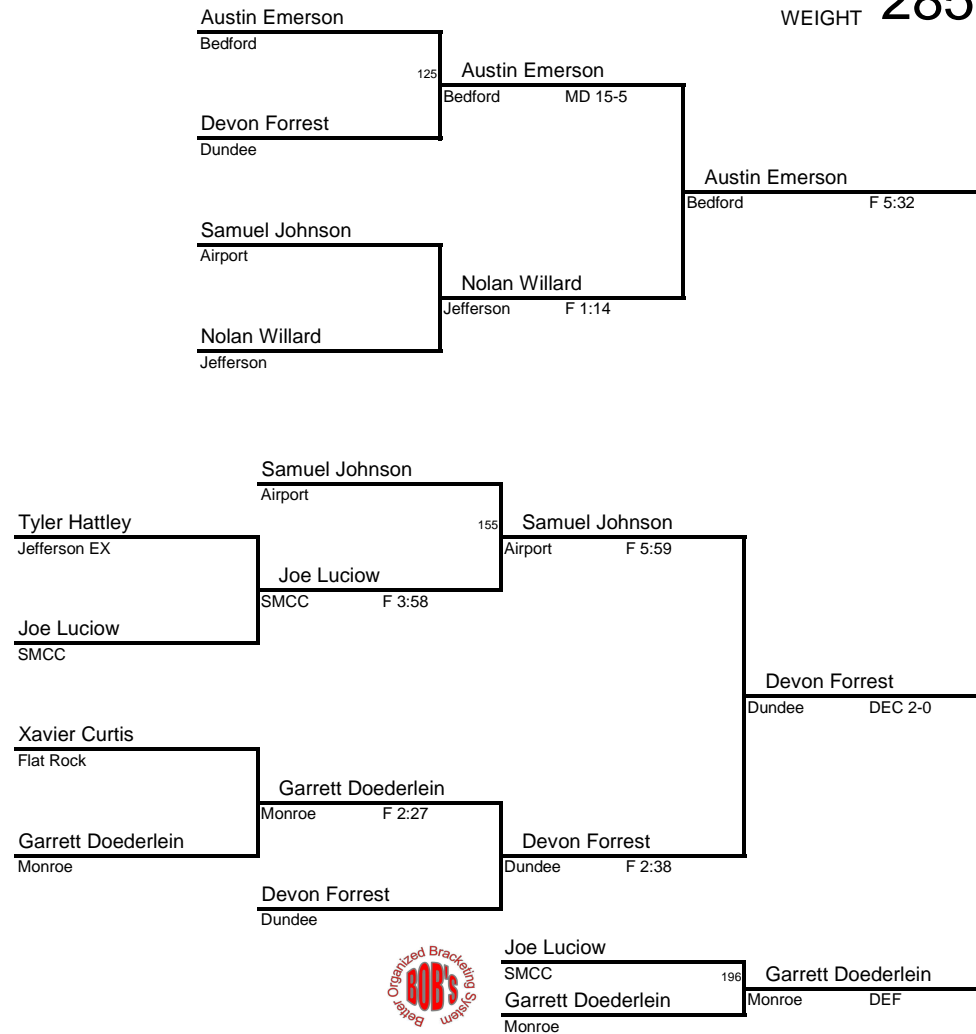 WEIGHT 285
Austin Emerson
Bedford
125 Austin Emerson
Bedford MD 15-5
Devon Forrest
Dundee
Austin Emerson
Bedford F 5:32
Samuel Johnson
Airport
Nolan Willard
Jefferson F 1:14
Nolan Willard
Jefferson
Samuel Johnson
Airport
Tyler Hattley
Jefferson EX
155 Samuel Johnson
Airport F 5:59
Joe Luciow
SMCC F 3:58
Joe Luciow
SMCC
Devon Forrest
Dundee DEC 2-0
Xavier Curtis
Flat Rock
Garrett Doederlein
Monroe F 2:27
Garrett Doederlein
Monroe
Devon Forrest
Dundee F 2:38
Devon Forrest
Dundee
Joe Luciow
SMCC
196 Garrett Doederlein
Monroe DEF
Garrett Doederlein
Monroe
Better Organized Bracketing System
BOB'S